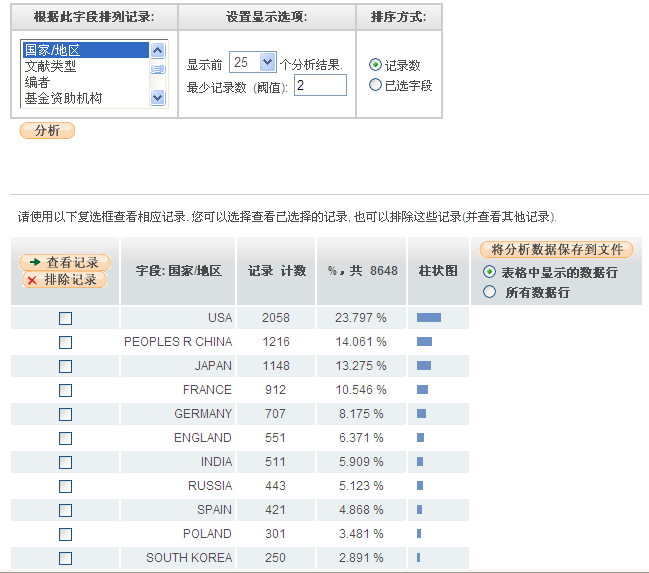 根据此字段排列记录: 设置显示选项: 排序方式:
国家/地区
文献类型
编者
基金资助机构
显示前 25 个分析结果.
最少记录数 (阈值): 2
记录数
已选字段
分析
请使用以下复选框查看相应记录. 您可以选择查看已选择的记录, 也可以排除这些记录(并查看其他记录).
查看记录
排除记录
字段: 国家/地区 记录 计数 %, 共 8648 柱状图
将分析数据保存到文件
表格中显示的数据行
所有数据行
USA 2058 23.797 %
PEOPLES R CHINA 1216 14.061 %
JAPAN 1148 13.275 %
FRANCE 912 10.546 %
GERMANY 707 8.175 %
ENGLAND 551 6.371 %
INDIA 511 5.909 %
RUSSIA 443 5.123 %
SPAIN 421 4.868 %
POLAND 301 3.481 %
SOUTH KOREA 250 2.891 %